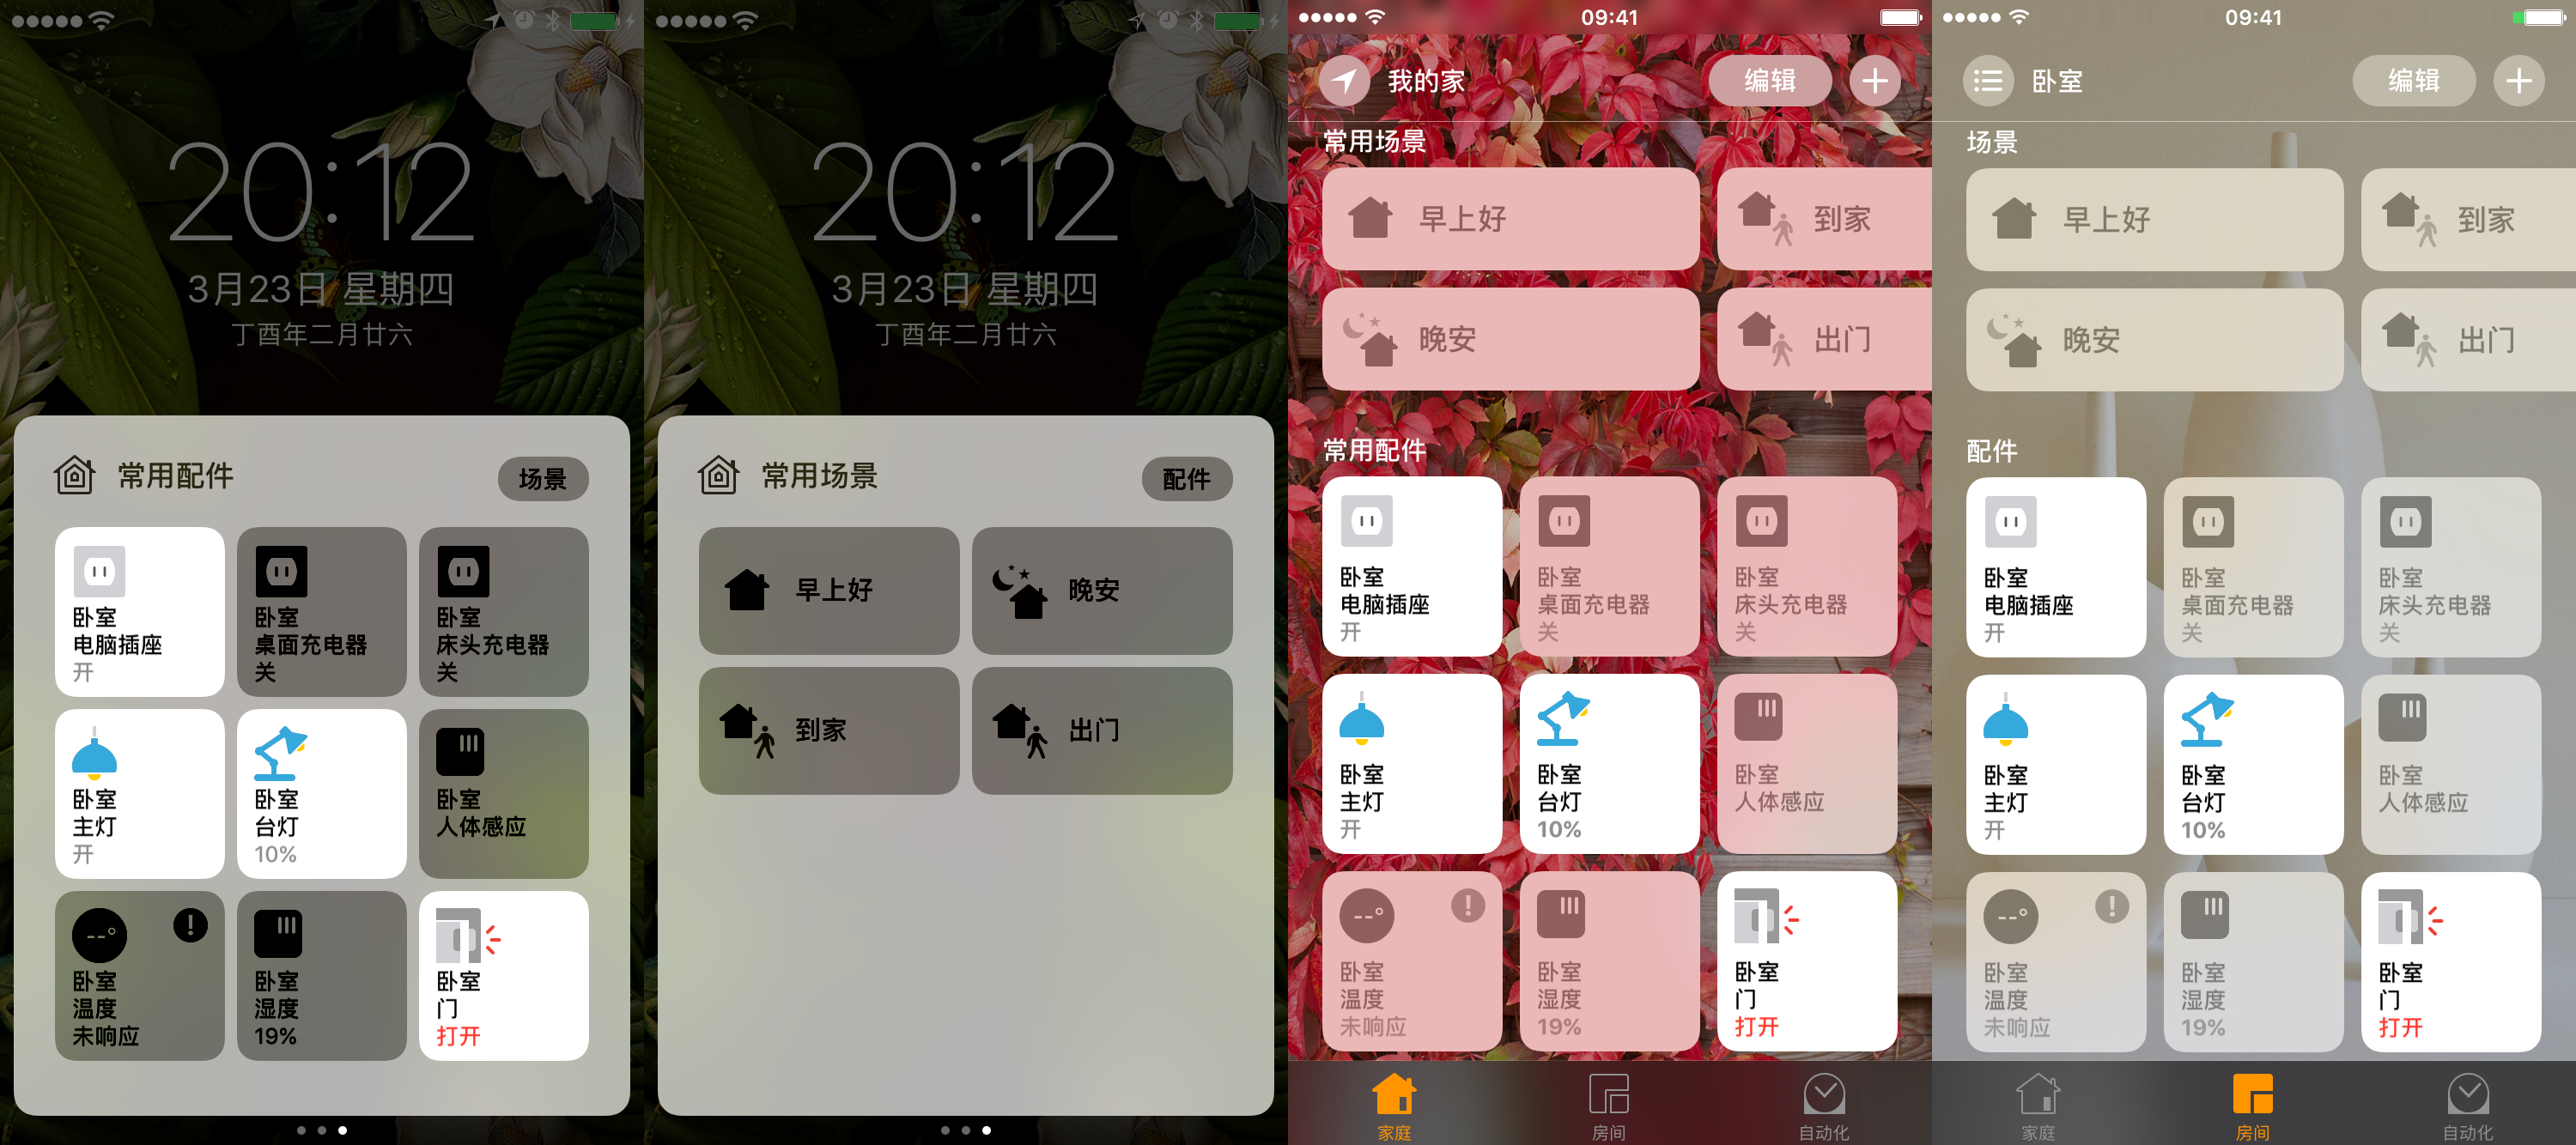 20:12
3月23日 星期四
丁酉年二月廿六
常用配件
场景
卧室
电脑插座
开
卧室
桌面充电器
关
卧室
床头充电器
关
卧室
主灯
开
卧室
台灯
10%
卧室
人体感应
--°
!
卧室
温度
未响应
卧室
湿度
19%
卧室
门
打开
20:12
3月23日 星期四
丁酉年二月廿六
常用场景
配件
早上好
晚安
到家
出门
09:41
我的家
编辑
常用场景
早上好
到家
晚安
出门
常用配件
卧室
电脑插座
开
卧室
桌面充电器
关
卧室
床头充电器
关
卧室
主灯
开
卧室
台灯
10%
卧室
人体感应
--°
!
卧室
温度
未响应
卧室
湿度
19%
卧室
门
打开
家庭
房间
自动化
09:41
卧室
编辑
场景
早上好
到家
晚安
出门
配件
卧室
电脑插座
开
卧室
桌面充电器
关
卧室
床头充电器
关
卧室
主灯
开
卧室
台灯
10%
卧室
人体感应
--°
!
卧室
温度
未响应
卧室
湿度
19%
卧室
门
打开
家庭
房间
自动化